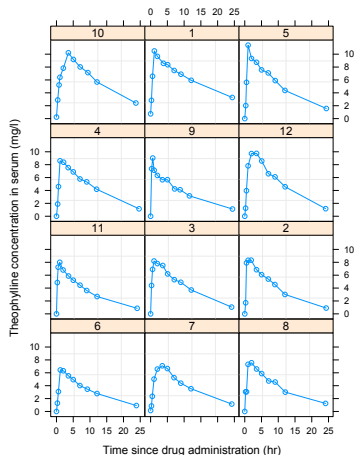 0 5 10 15 20 25
10 1 5
0 2 4 6 8 10
4 9 12
0 2 4 6 8 10
11 3 2
0 2 4 6 8 10
6 7 8
0 2 4 6 8 10
0 5 10 15 20 25
0 5 10 15 20 25
Theophylline concentration in serum (mg/l)
Time since drug administration (hr)